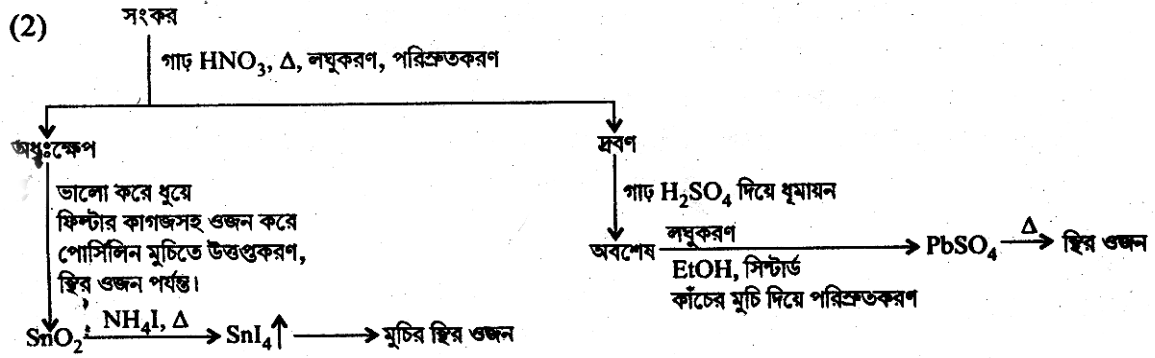 (2)
সংকর
গাঢ় HNO₃, Δ, লঘুকরণ, পরিস্রুতকরণ
অধঃক্ষেপ
দ্রবণ
ভালো করে ধুয়ে
ফিল্টার কাগজসহ ওজন করে
পোর্সিলিন মুচিতে উত্তপ্তকরণ,
স্থির ওজন পর্যন্ত।
গাঢ় H₂SO₄ দিয়ে ধূমায়ন
অবশেষ লঘুকরণ PbSO₄ Δ স্থির ওজন
EtOH, সিন্টার্ড
কাঁচের মুচি দিয়ে পরিস্রুতকরণ
SnO₂ NH₄I, Δ SnI₄↑ মুচির স্থির ওজন